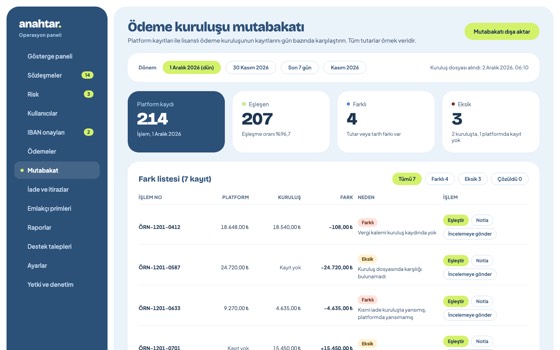 anahtar.
Operasyon paneli
Gösterge paneli
Sözleşmeler 14
Risk 3
Kullanıcılar
IBAN onayları 2
Ödemeler
Mutabakat
İade ve itirazlar
Emlakçı primleri
Raporlar
Destek talepleri
Ayarlar
Yetki ve denetim
Ödeme kuruluşu mutabakatı
Platform kayıtları ile lisanslı ödeme kuruluşunun kayıtlarını gün bazında karşılaştırın. Tüm tutarlar örnek veridir.
Mutabakatı dışa aktar
Dönem 1 Aralık 2026 (dün) 30 Kasım 2026 Son 7 gün Kasım 2026 Kuruluş dosyası alındı: 2 Aralık 2026, 06:10
Platform kaydı
214
İşlem, 1 Aralık 2026
Eşleşen
207
Eşleşme oranı %96,7
Farklı
4
Tutar veya tarih farkı var
Eksik
3
2 kuruluşta, 1 platformda kayıt
yok
Fark listesi (7 kayıt) Tümü 7 Farklı 4 Eksik 3 Çözüldü 0
İŞLEM NO PLATFORM KURULUŞ FARK NEDEN İŞLEM
ÖRN-1201-0412 18.648,00 ₺ 18.540,00 ₺ -108,00 ₺ Farklı
Vergi kalemi kuruluş kaydında yok
Eşleştir Notla
İncelemeye gönder
ÖRN-1201-0587 24.720,00 ₺ Kayıt yok -24.720,00 ₺ Eksik
Kuruluş dosyasında karşılığı
bulunamadı
Eşleştir Notla
İncelemeye gönder
ÖRN-1201-0633 9.270,00 ₺ 4.635,00 ₺ -4.635,00 ₺ Farklı
Kısmi iade kuruluşta yansımış,
platformda yansımamış
Eşleştir Notla
İncelemeye gönder
ÖRN-1201-0701 Kayıt yok 15.450,00 ₺ +15.450,00 ₺ Eksik
Eşleştir Notla